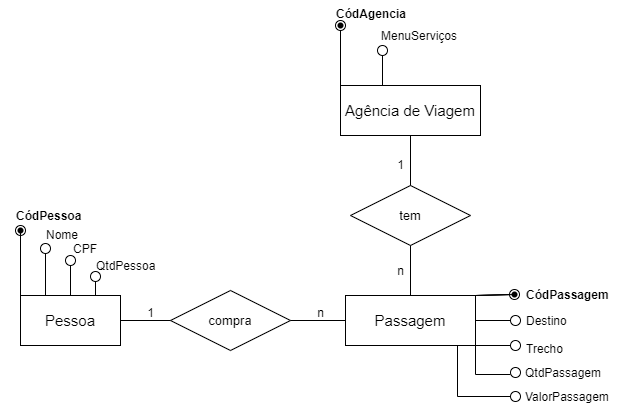 CódAgencia
MenuServiços
Agência de Viagem
1
tem
n
CódPessoa
Nome
CPF
QtdPessoa
Pessoa
1
compra
n
Passagem
CódPassagem
Destino
Trecho
QtdPassagem
ValorPassagem